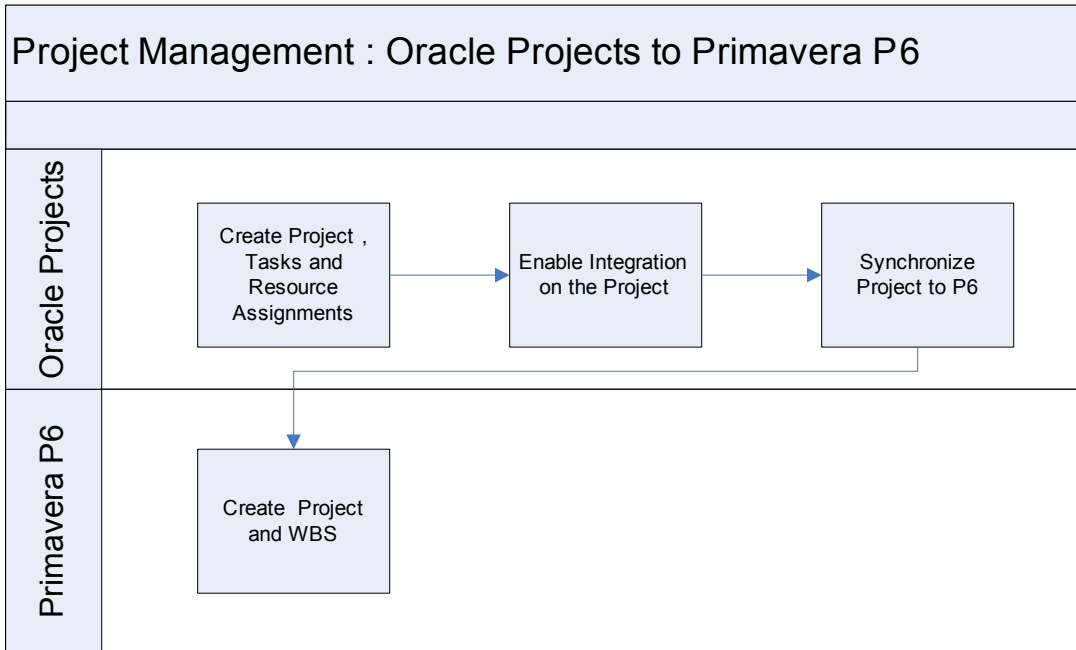 Project Management : Oracle Projects to Primavera P6
Oracle Projects
Create Project ,
Tasks and
Resource
Assignments
Enable Integration
on the Project
Synchronize
Project to P6
Primavera P6
Create Project
and WBS